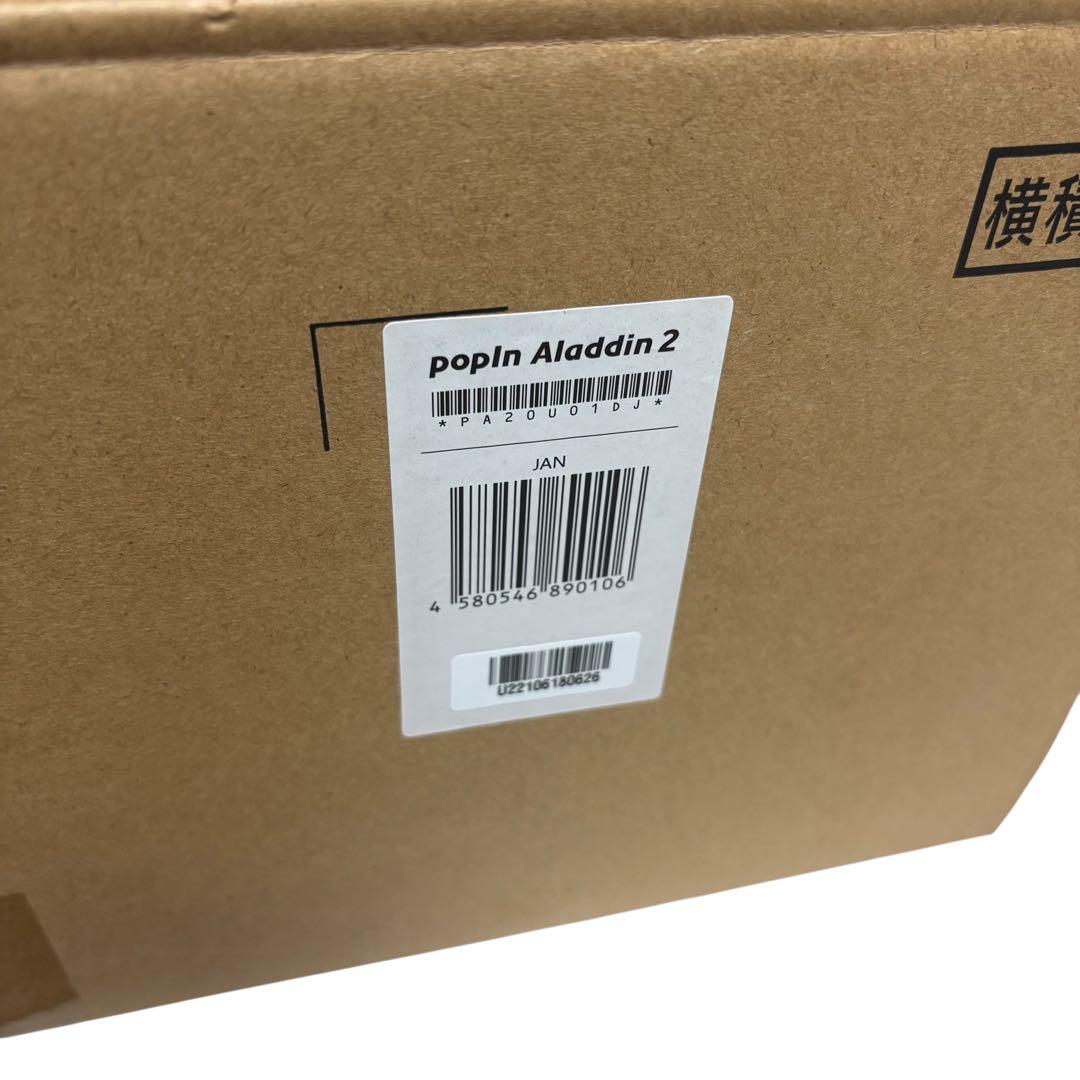 横積
popIn Aladdin 2
*PA20U01DJ*
JAN
4 580546 890106
U22106180626